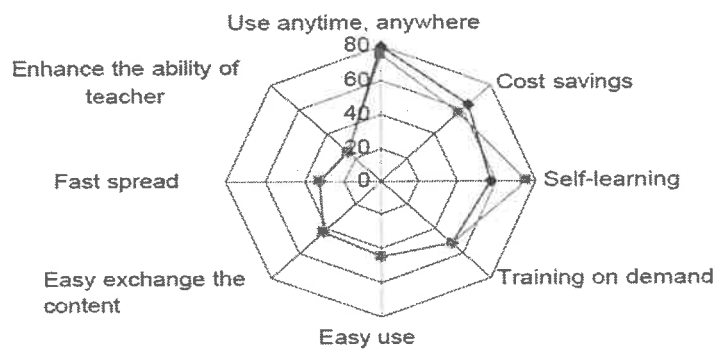 Use anytime, anywhere
80
Enhance the ability of
teacher
Cost savings
60
40
20
Fast spread
0
Self-learning
Easy exchange the
content
Training on demand
Easy use